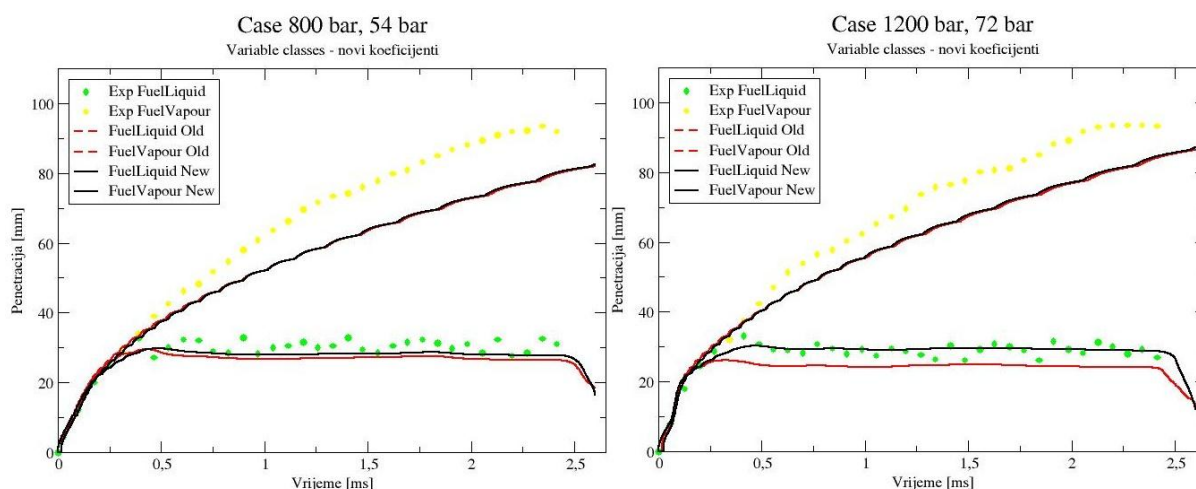 Case 800 bar, 54 bar
Variable classes - novi koeficijenti
Exp FuelLiquid
Exp FuelVapour
FuelLiquid Old
FuelVapour Old
FuelLiquid New
FuelVapour New
Penetracija [mm]
100
80
60
40
20
0
0
0,5
1
1,5
2
2,5
Vrijeme [ms]
Case 1200 bar, 72 bar
Variable classes - novi koeficijenti
Exp FuelLiquid
Exp FuelVapour
FuelLiquid Old
FuelVapour Old
FuelLiquid New
FuelVapour New
Penetracija [mm]
100
80
60
40
20
0
0
0,5
1
1,5
2
2,5
Vrijeme [ms]